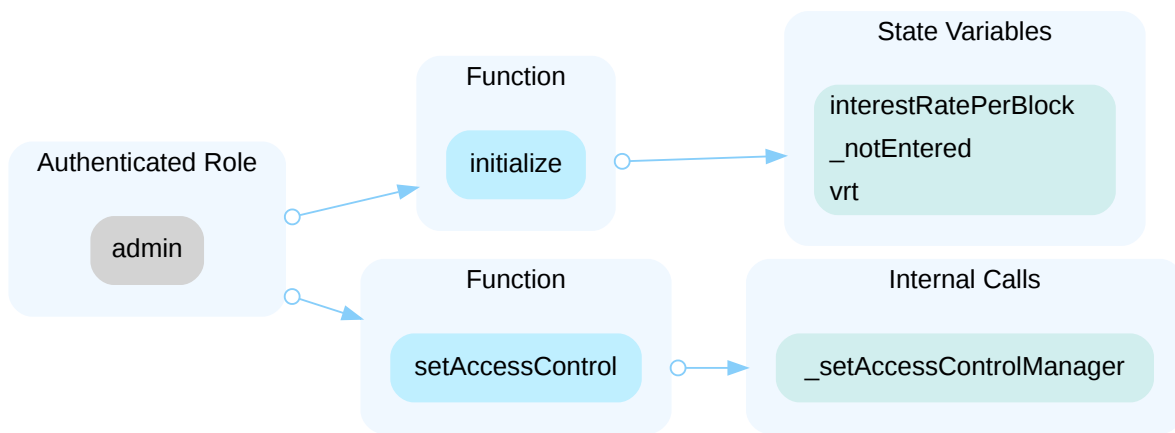 Authenticated Role
admin
Function
initialize
State Variables
interestRatePerBlock
_notEntered
vrt
Function
setAccessControl
Internal Calls
_setAccessControlManager